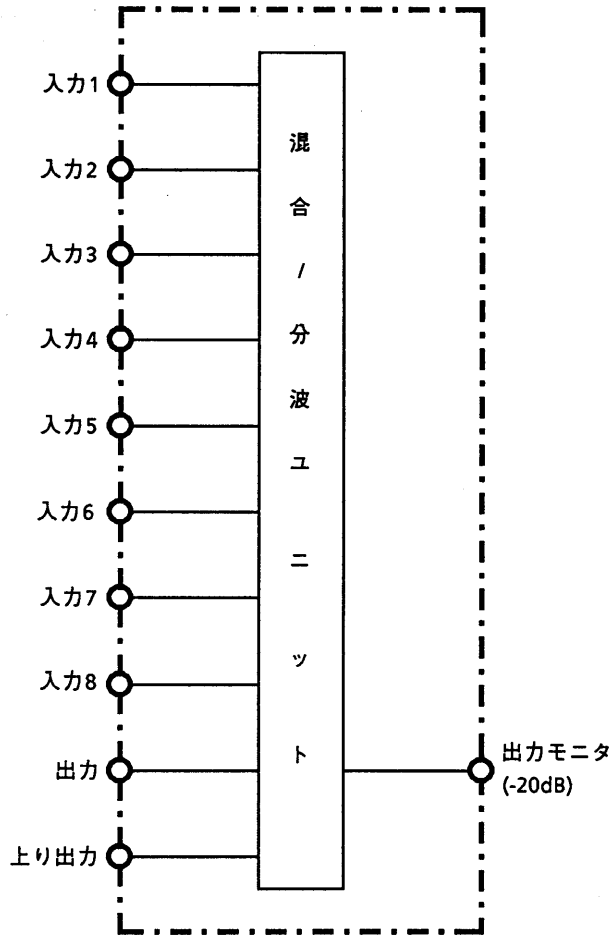 入力1
入力2
入力3
入力4
入力5
入力6
入力7
入力8
出力
上り出力
混合/分波ユニット
出力モニタ
(-20dB)